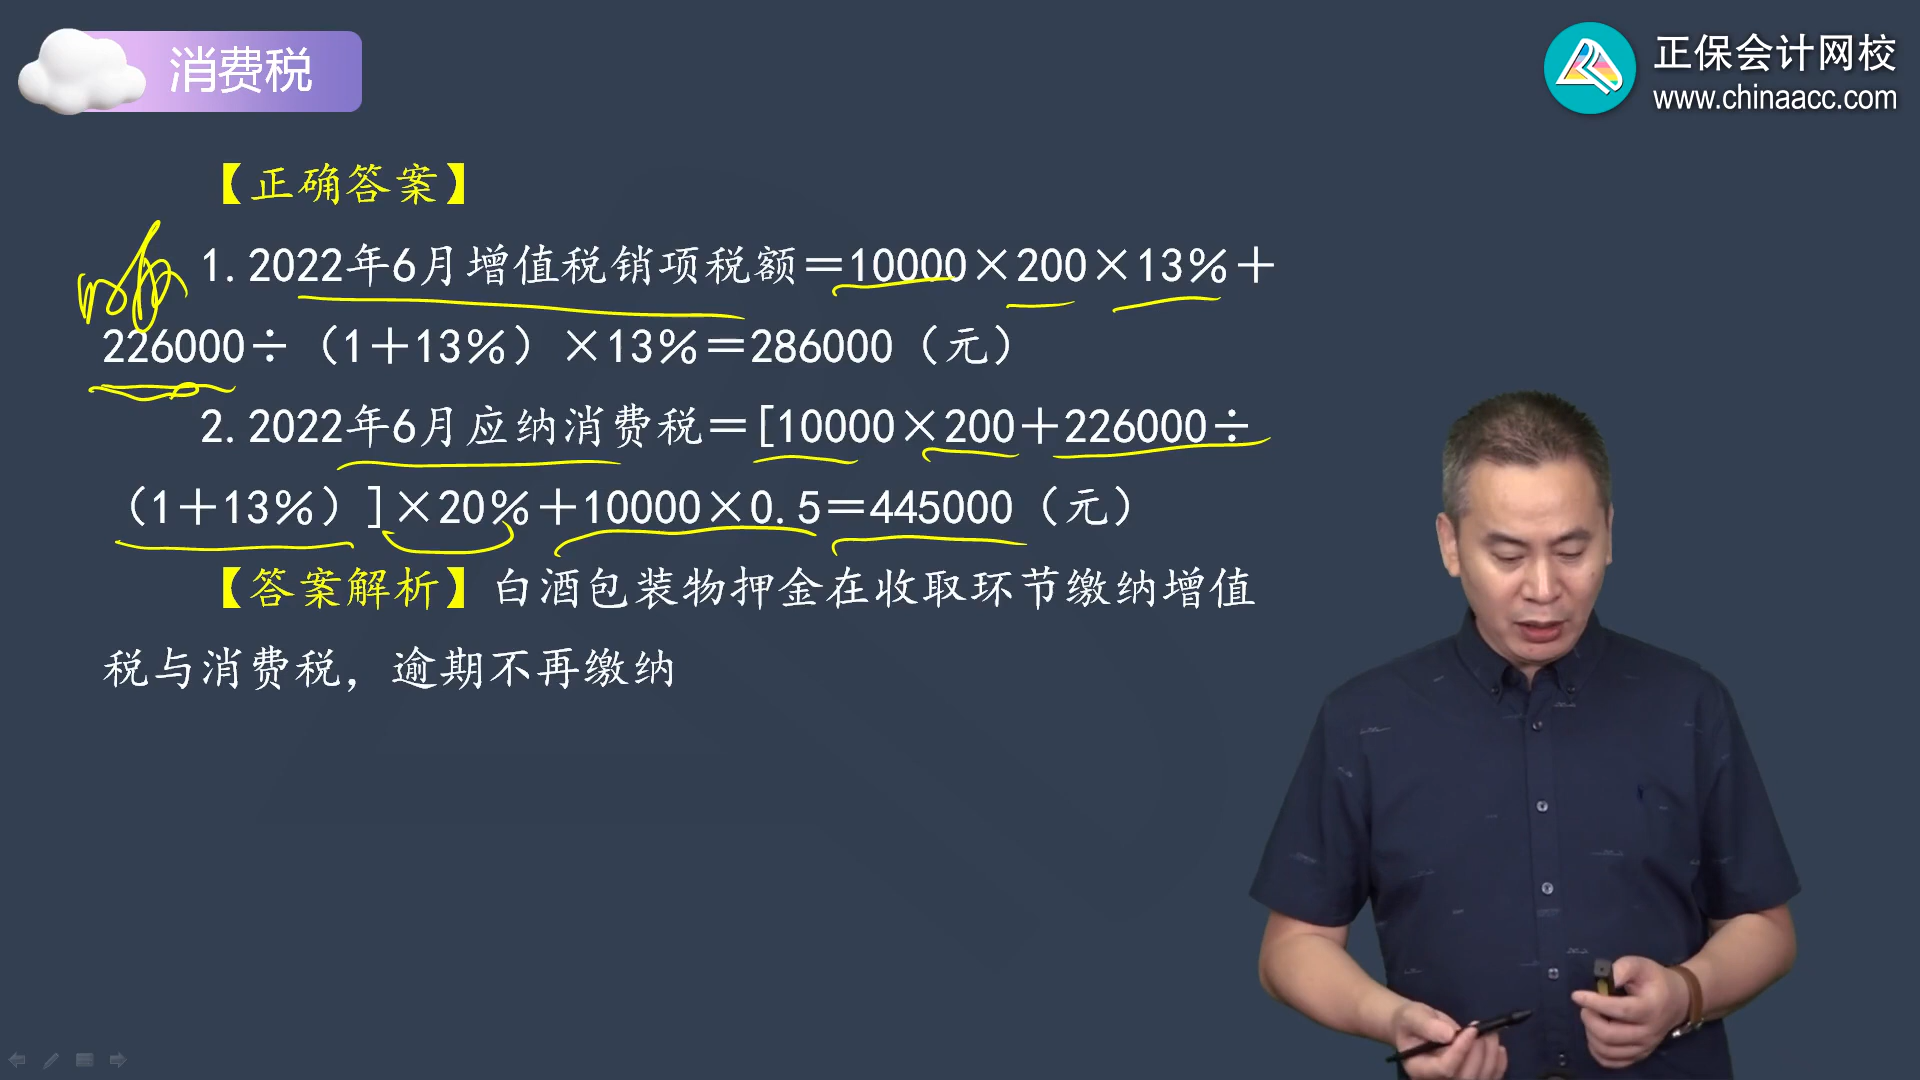 消费税
正保会计网校
www.chinaacc.com
【正确答案】
1.2022年6月增值税销项税额＝10000×200×13%＋
226000÷（1＋13%）×13%＝286000（元）
2.2022年6月应纳消费税＝[10000×200＋226000÷
（1＋13%）]×20%＋10000×0.5＝445000（元）
【答案解析】白酒包装物押金在收取环节缴纳增值
税与消费税，逾期不再缴纳